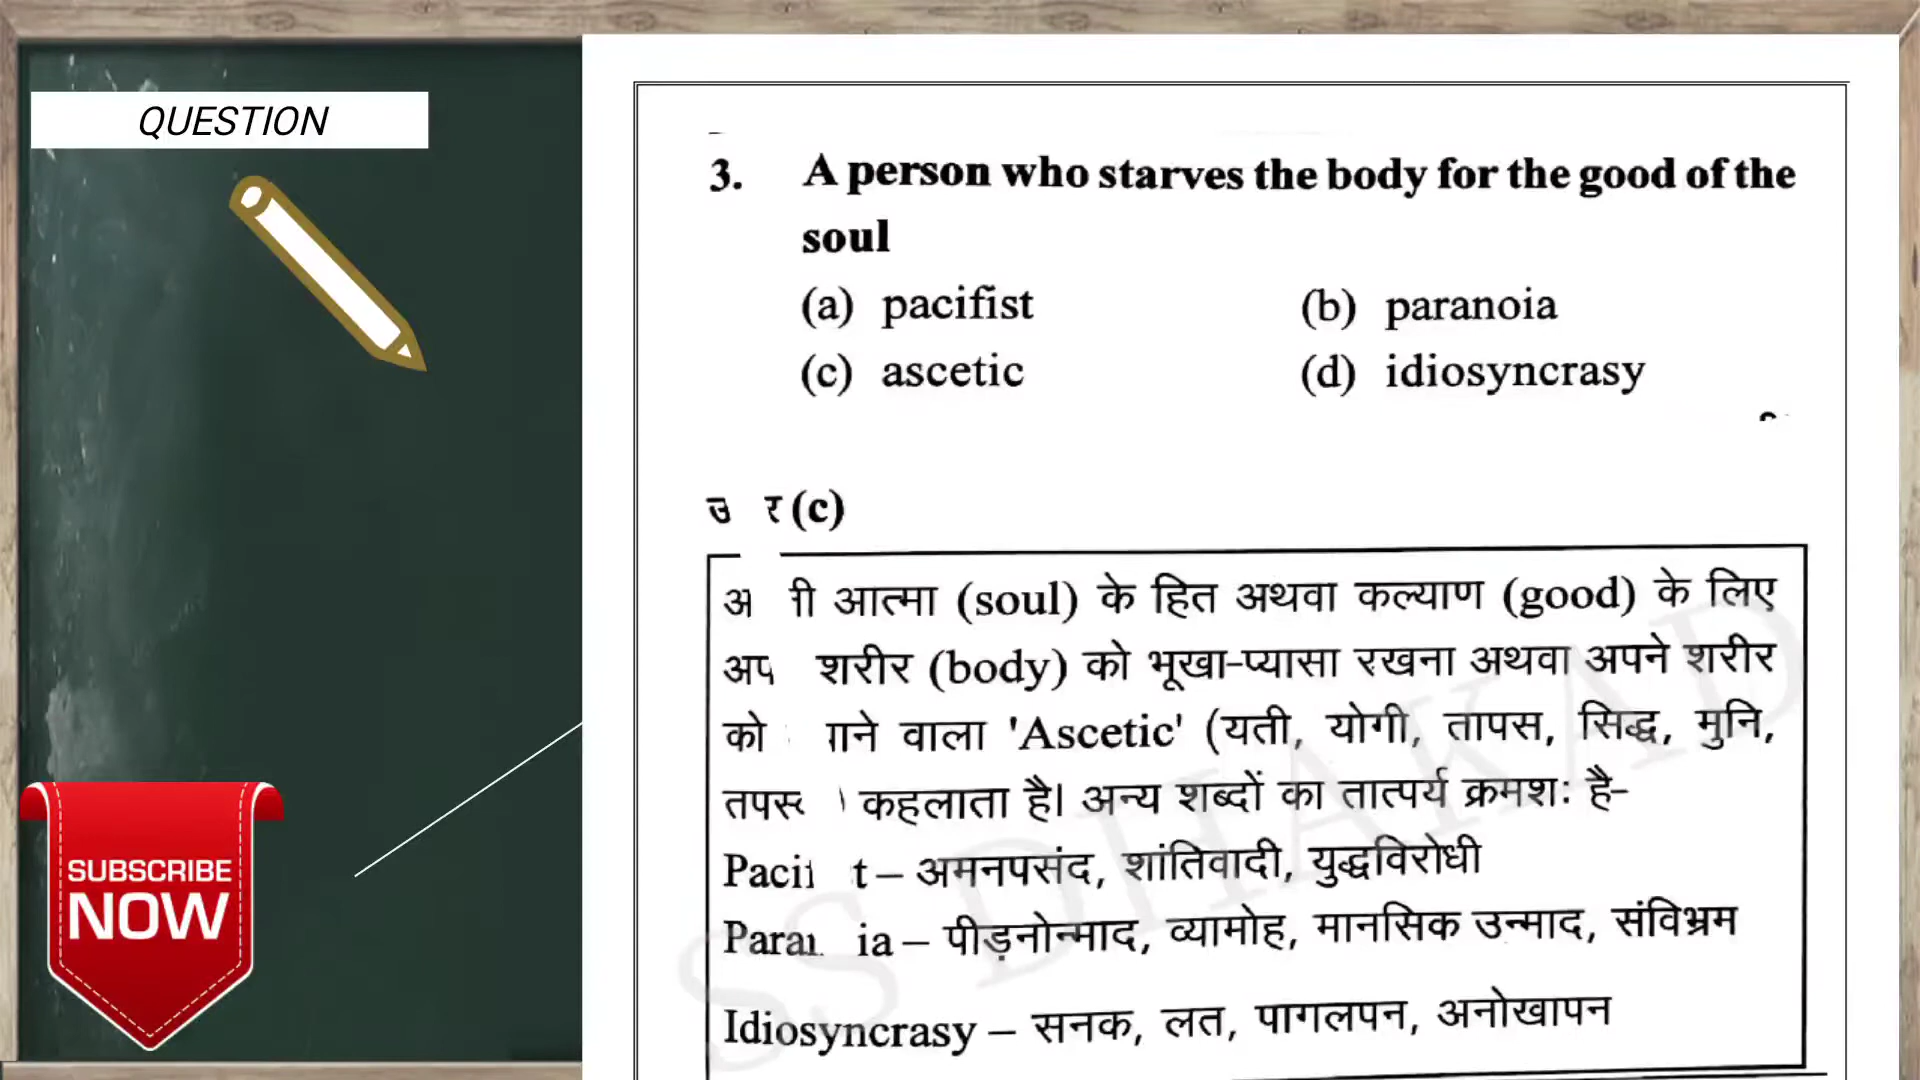 QUESTION
3. A person who starves the body for the good of the
soul
(a) pacifist (b) paranoia
(c) ascetic (d) idiosyncrasy
(c)
आत्मा (soul) के हित अथवा कल्याण (good) के लिए
शरीर (body) को भूखा-प्यासा रखना अथवा अपने शरीर
को वाला 'Ascetic' (यती, योगी, तापस, सिद्ध, मुनि,
कहलाता है। अन्य शब्दों का तात्पर्य क्रमशः है-
– अमनपसंद, शांतिवादी, युद्धविरोधी
– पीड़नोन्माद, व्यामोह, मानसिक उन्माद, संविभ्रम
Idiosyncrasy – सनक, लत, पागलपन, अनोखापन
SS DHAKAD
SUBSCRIBE
NOW